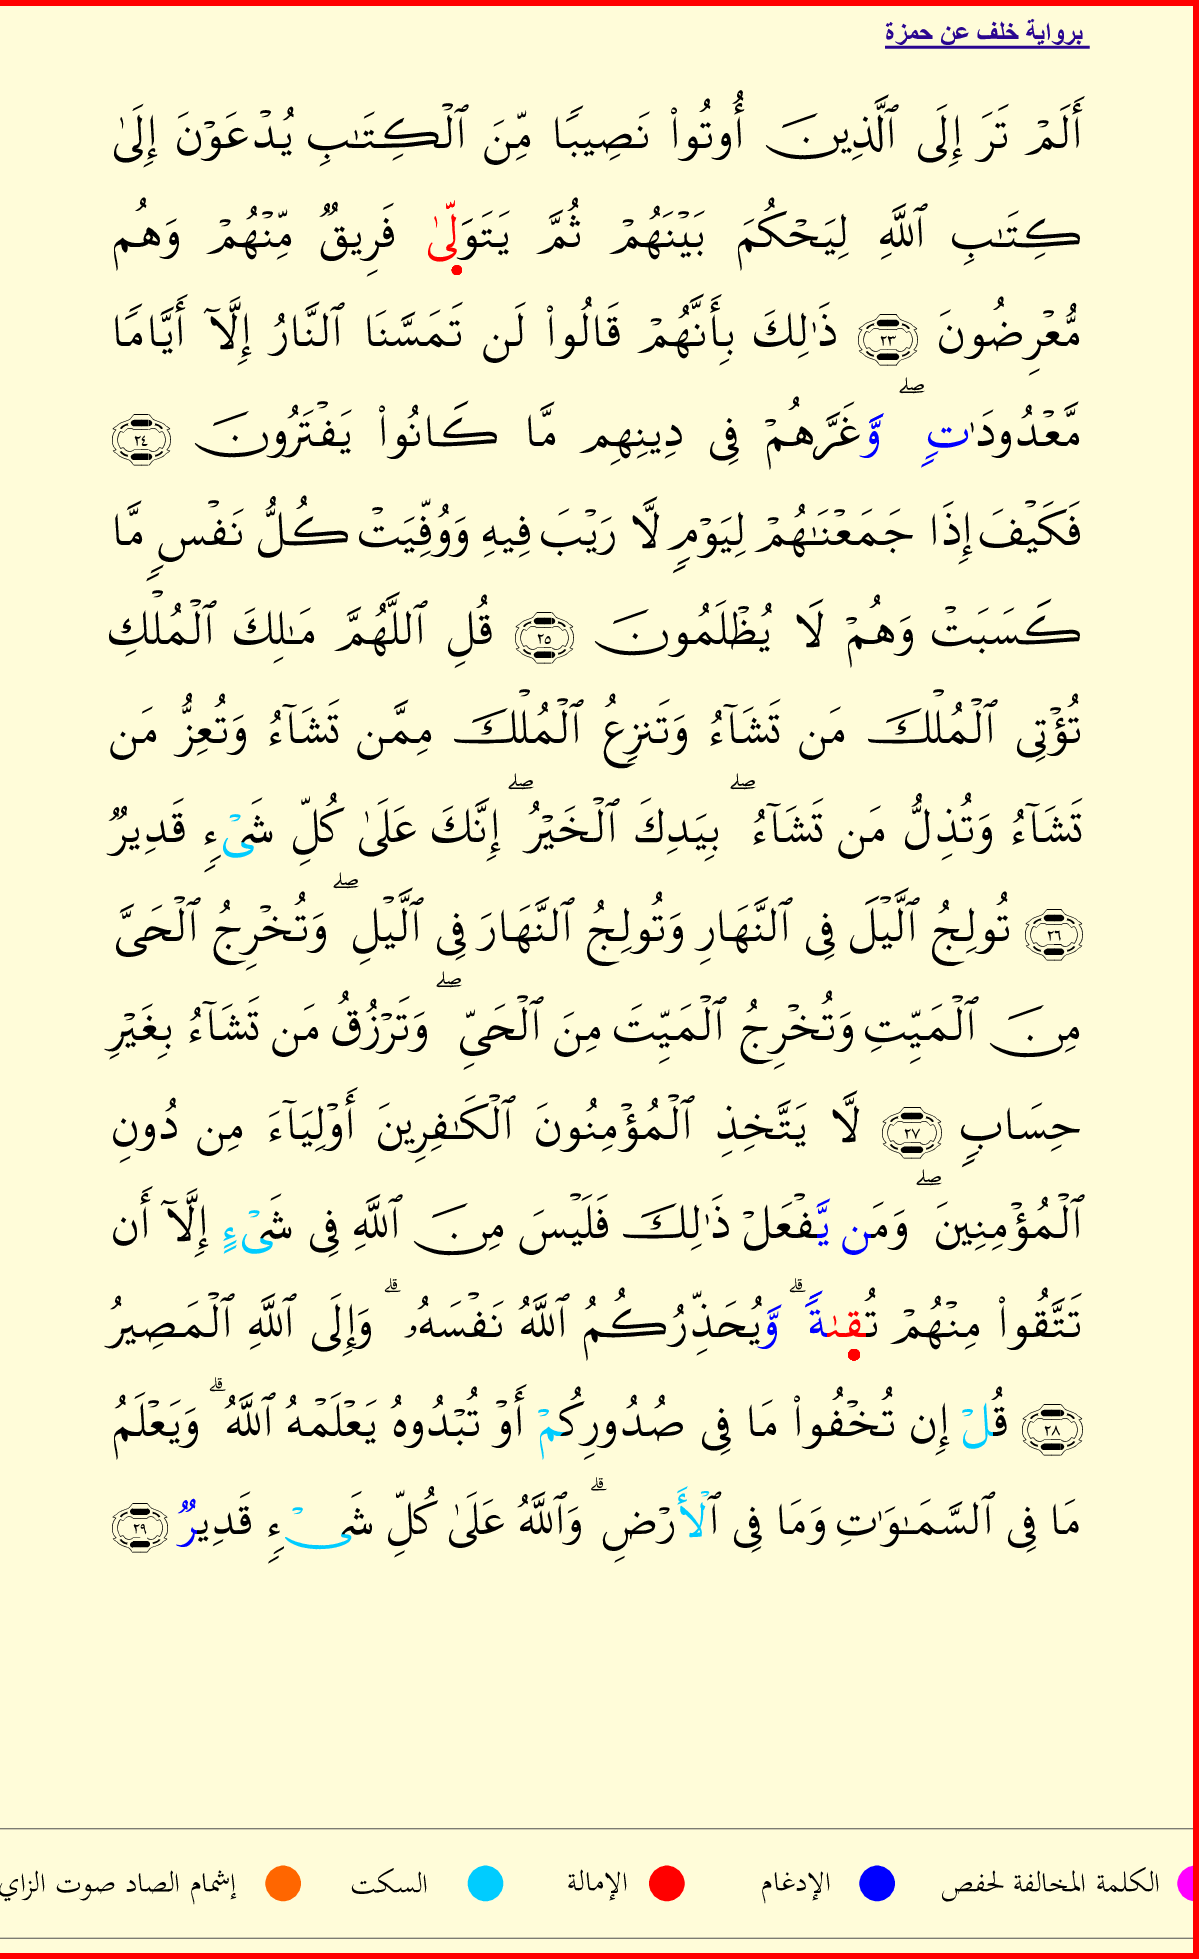 برواية خلف عن حمزة
أَلَمۡ تَرَ إِلَى ٱلَّذِينَ أُوتُواْ نَصِيبًا مِّنَ ٱلۡكِتَٰبِ يُدۡعَوۡنَ إِلَىٰ
كِتَٰبِ ٱللَّهِ لِيَحۡكُمَ بَيۡنَهُمۡ ثُمَّ يَتَوَلّىٰ فَرِيقٌ مِّنۡهُمۡ وَهُم
مُّعۡرِضُونَ ٢٣ ذَٰلِكَ بِأَنَّهُمۡ قَالُواْ لَن تَمَسَّنَا ٱلنَّارُ إِلَّآ أَيَّامًا
مَّعۡدُودَٰتٍ ۖ وَّغَرَّهُمۡ فِى دِينِهِم مَّا كَانُواْ يَفۡتَرُونَ ٢٤
فَكَيۡفَ إِذَا جَمَعۡنَٰهُمۡ لِيَوۡمٍ لَّا رَيۡبَ فِيهِ وَوُفِّيَتۡ كُلُّ نَفۡسٍ مَّا
كَسَبَتۡ وَهُمۡ لَا يُظۡلَمُونَ ٢٥ قُلِ ٱللَّهُمَّ مَٰلِكَ ٱلۡمُلۡكِ
تُؤۡتِى ٱلۡمُلۡكَ مَن تَشَآءُ وَتَنزِعُ ٱلۡمُلۡكَ مِمَّن تَشَآءُ وَتُعِزُّ مَن
تَشَآءُ وَتُذِلُّ مَن تَشَآءُ ۖ بِيَدِكَ ٱلۡخَيۡرُ ۖ إِنَّكَ عَلَىٰ كُلِّ شَىۡءٍ قَدِيرٌ
٢٦ تُولِجُ ٱلَّيۡلَ فِى ٱلنَّهَارِ وَتُولِجُ ٱلنَّهَارَ فِى ٱلَّيۡلِ ۖ وَتُخۡرِجُ ٱلۡحَىَّ
مِنَ ٱلۡمَيِّتِ وَتُخۡرِجُ ٱلۡمَيِّتَ مِنَ ٱلۡحَىِّ ۖ وَتَرۡزُقُ مَن تَشَآءُ بِغَيۡرِ
حِسَابٍ ٢٧ لَّا يَتَّخِذِ ٱلۡمُؤۡمِنُونَ ٱلۡكَٰفِرِينَ أَوۡلِيَآءَ مِن دُونِ
ٱلۡمُؤۡمِنِينَ ۖ وَمَن يَّفۡعَلۡ ذَٰلِكَ فَلَيۡسَ مِنَ ٱللَّهِ فِى شَىۡءٍ إِلَّآ أَن
تَتَّقُواْ مِنۡهُمۡ تُقىٰةً ۗ وَّيُحَذِّرُكُمُ ٱللَّهُ نَفۡسَهُۥ ۗ وَإِلَى ٱللَّهِ ٱلۡمَصِيرُ
٢٨ قُلۡ إِن تُخۡفُواْ مَا فِى صُدُورِكُمۡ أَوۡ تُبۡدُوهُ يَعۡلَمۡهُ ٱللَّهُ ۗ وَيَعۡلَمُ
مَا فِى ٱلسَّمَٰوَٰتِ وَمَا فِى ٱلۡأَرۡضِ ۗ وَٱللَّهُ عَلَىٰ كُلِّ شَىۡءٍ قَدِيرٌ ٢٩
الكلمة المخالفة لحفص الإدغام الإمالة السكت إشمام الصاد صوت الزاي